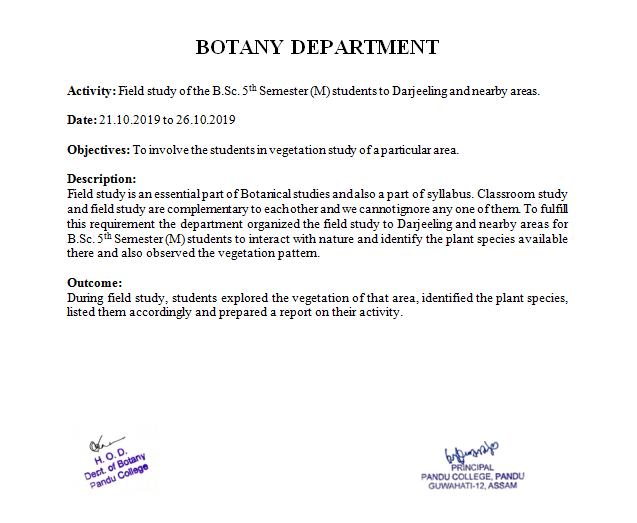 BOTANY DEPARTMENT
Activity: Field study of the B.Sc. 5th Semester (M) students to Darjeeling and nearby areas.
Date: 21.10.2019 to 26.10.2019
Objectives: To involve the students in vegetation study of a particular area.
Description:
Field study is an essential part of Botanical studies and also a part of syllabus. Classroom study
and field study are complementary to each other and we cannot ignore any one of them. To fulfill
this requirement the department organized the field study to Darjeeling and nearby areas for
B.Sc. 5th Semester (M) students to interact with nature and identify the plant species available
there and also observed the vegetation pattern.
Outcome:
During field study, students explored the vegetation of that area, identified the plant species,
listed them accordingly and prepared a report on their activity.
H. O. D.
Dept. of Botany
Pandu College
PRINCIPAL
PANDU COLLEGE, PANDU
GUWAHATI-12, ASSAM